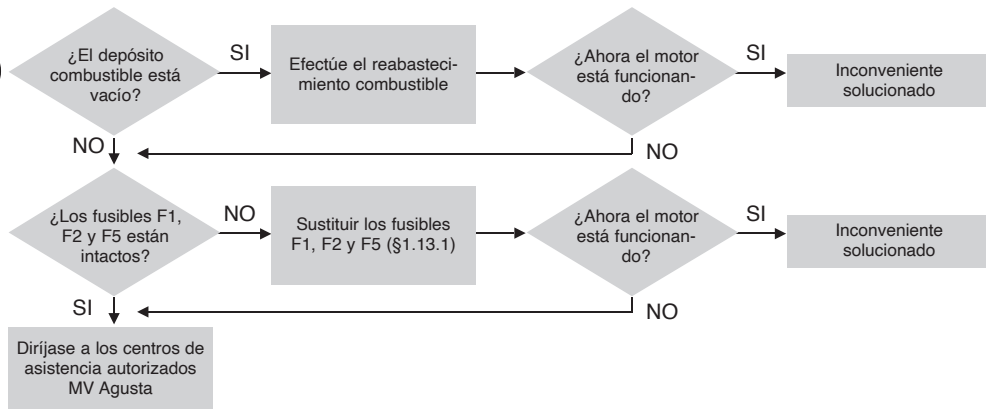 ¿El depósito
combustible está
vacío?
SI
Efectúe el reabasteci-
miento combustible
¿Ahora el motor
está funcionan-
do?
SI
Inconveniente
solucionado
NO
NO
¿Los fusibles F1,
F2 y F5 están
intactos?
NO
Sustituir los fusibles
F1, F2 y F5 (§1.13.1)
¿Ahora el motor
está funcionan-
do?
SI
Inconveniente
solucionado
SI
NO
Diríjase a los centros de
asistencia autorizados
MV Agusta